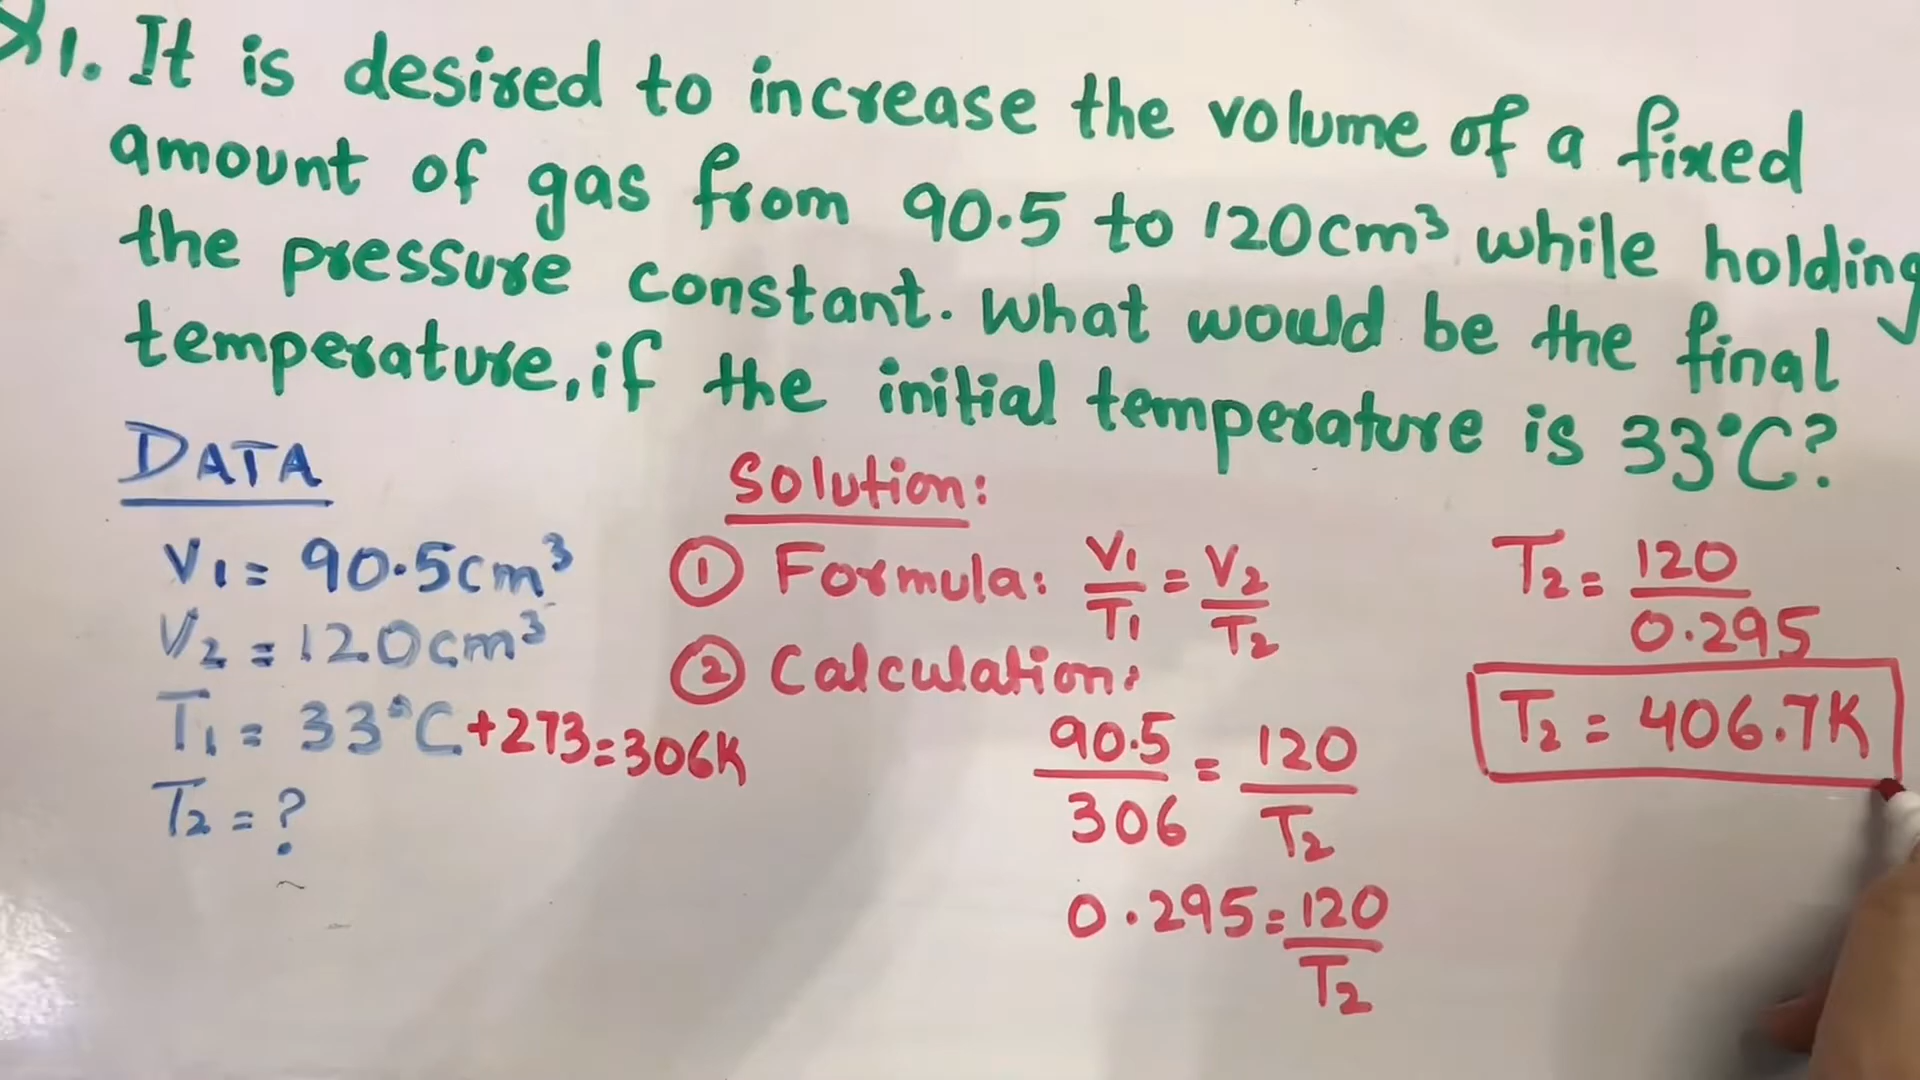 Q1. It is desired to increase the volume of a fixed
amount of gas from 90.5 to 120cm³ while holding
the pressure constant. What would be the final
temperature, if the initial temperature is 33°C?
DATA
V₁ = 90.5cm³
V₂ = 120cm³
T₁ = 33°C +273=306K
T₂ = ?
Solution:
① Formula: V₁/T₁ = V₂/T₂
② Calculation:
90.5/306 = 120/T₂
0.295 = 120/T₂
T₂ = 120/0.295
T₂ = 406.7K